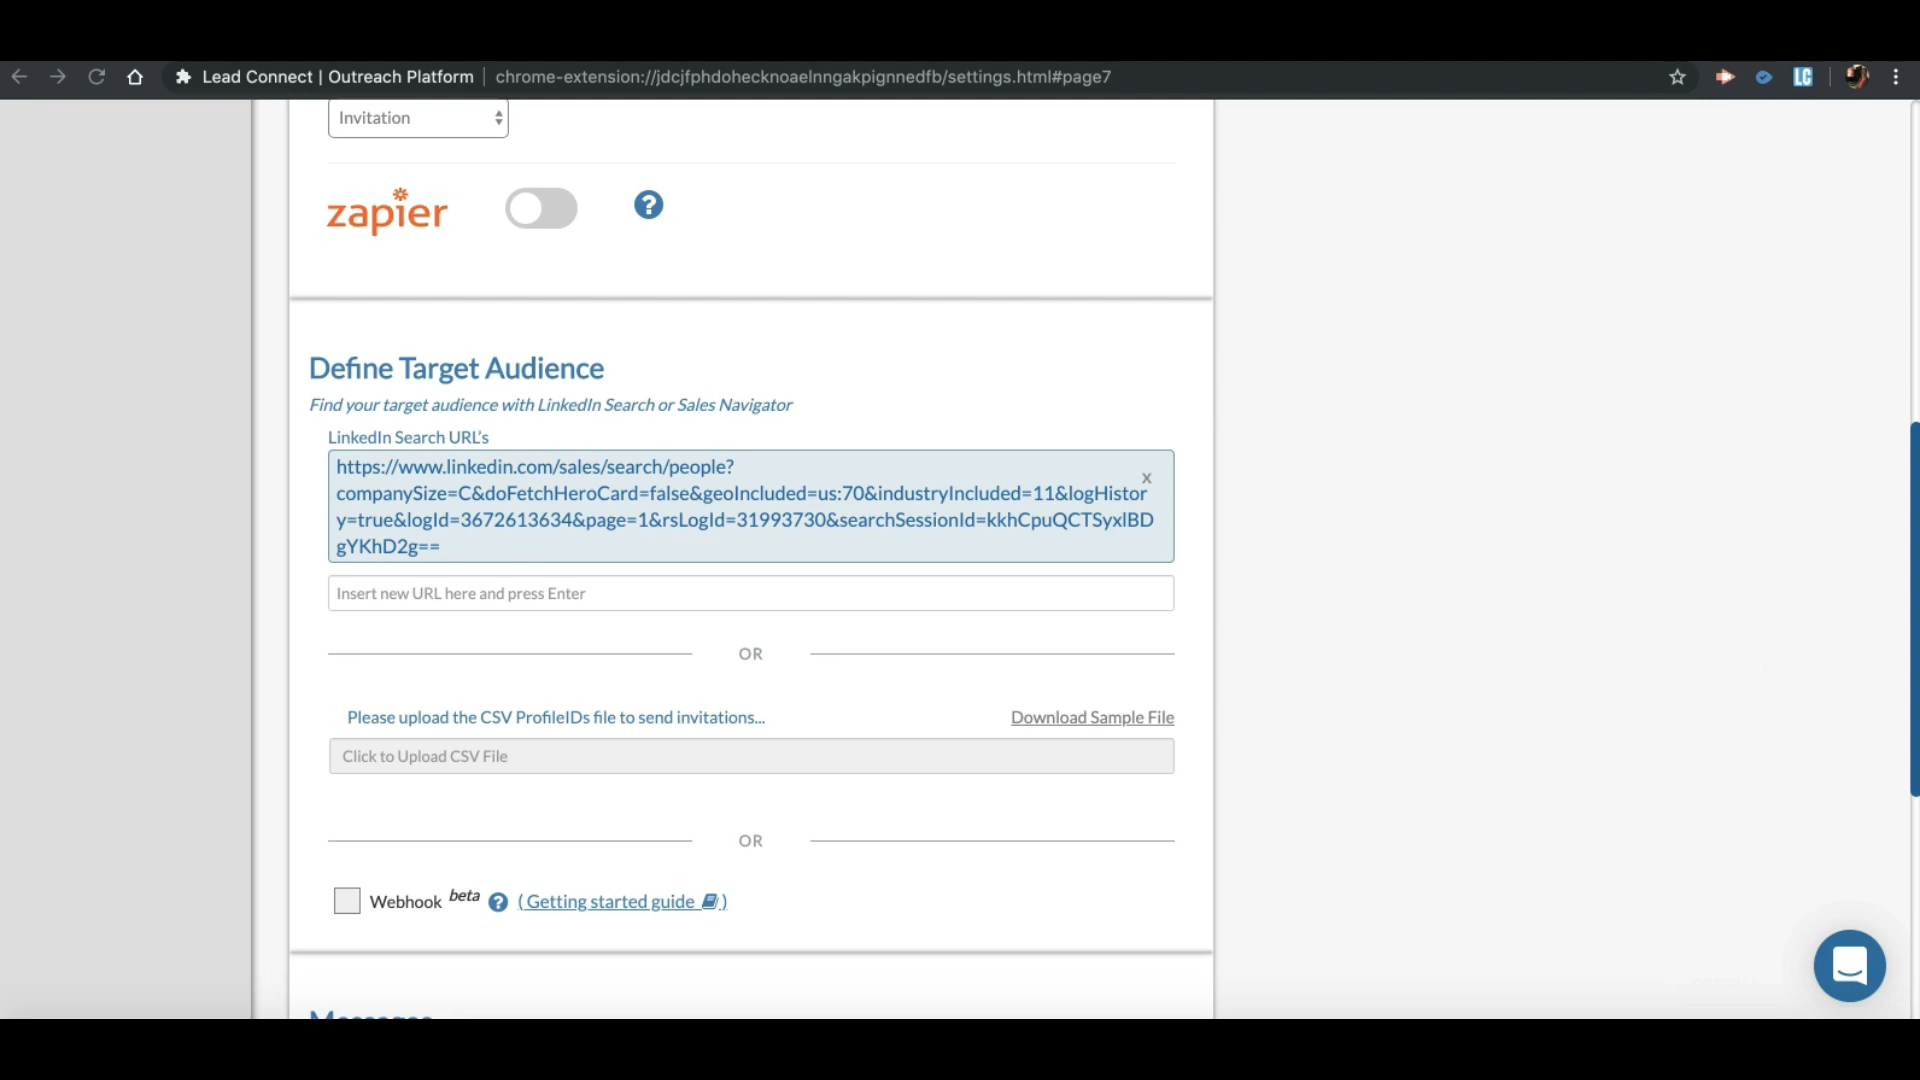 Lead Connect | Outreach Platform chrome-extension://jdcjfphdohecknoaelnngakpignnedfb/settings.html#page7
LC
Invitation
zapier
?
Define Target Audience
Find your target audience with LinkedIn Search or Sales Navigator
LinkedIn Search URL's
https://www.linkedin.com/sales/search/people?
companySize=C&doFetchHeroCard=false&geoIncluded=us:70&industryIncluded=11&logHistor
y=true&logId=3672613634&page=1&rsLogId=31993730&searchSessionId=kkhCpuQCTSyxlBD
gYKhD2g==
x
Insert new URL here and press Enter
OR
Please upload the CSV ProfileIDs file to send invitations... Download Sample File
Click to Upload CSV File
OR
Webhook beta ? ( Getting started guide )
Messages